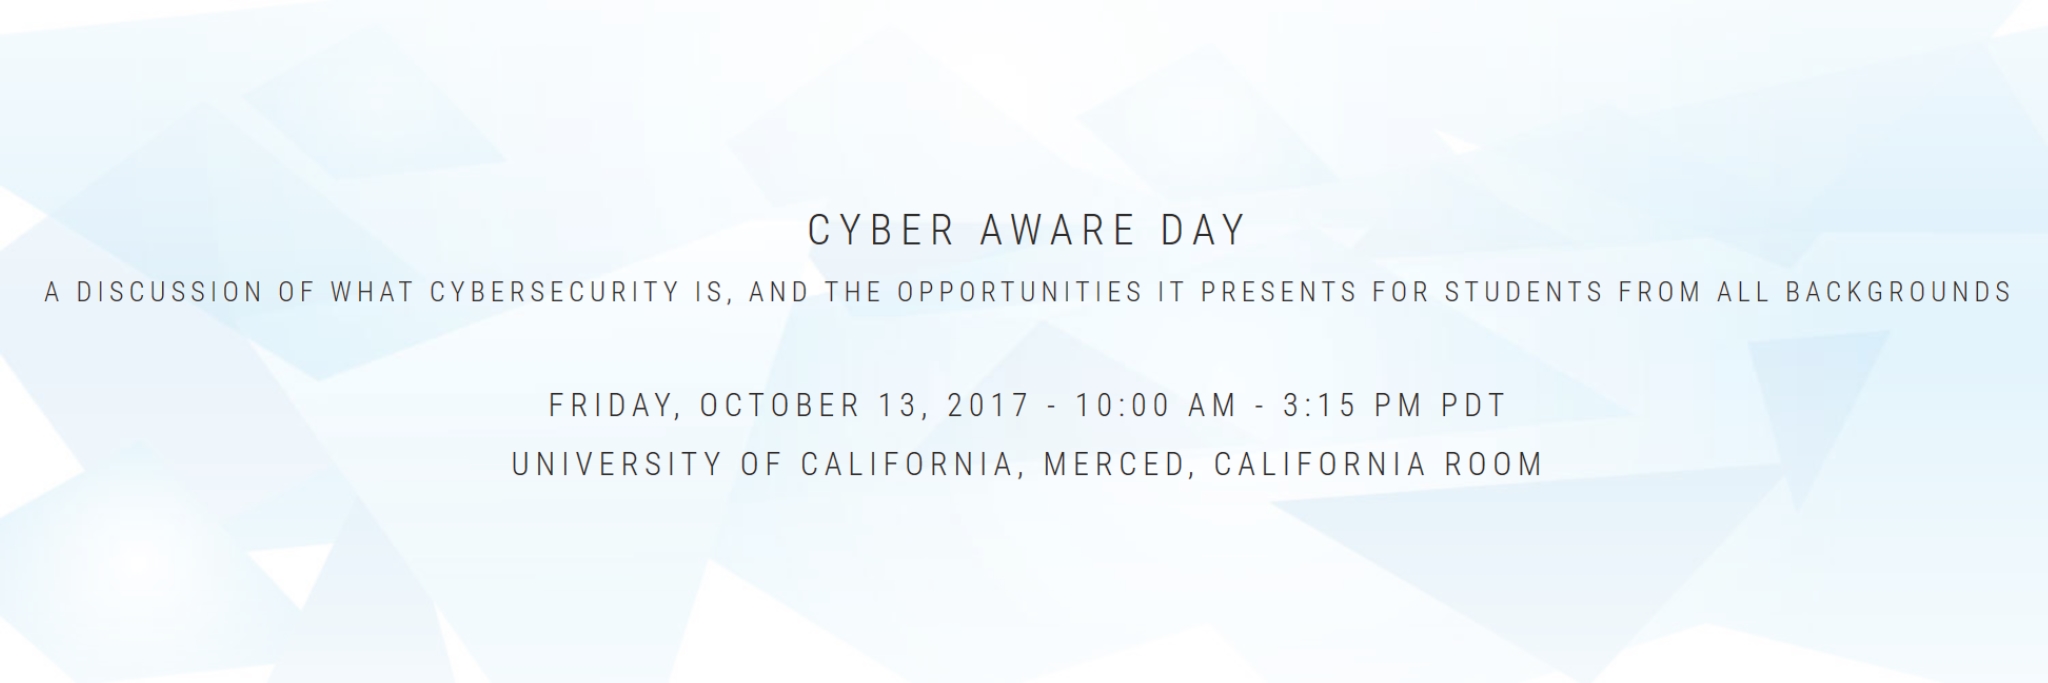 CYBER AWARE DAY
A DISCUSSION OF WHAT CYBERSECURITY IS, AND THE OPPORTUNITIES IT PRESENTS FOR STUDENTS FROM ALL BACKGROUNDS
FRIDAY, OCTOBER 13, 2017 - 10:00 AM - 3:15 PM PDT
UNIVERSITY OF CALIFORNIA, MERCED, CALIFORNIA ROOM